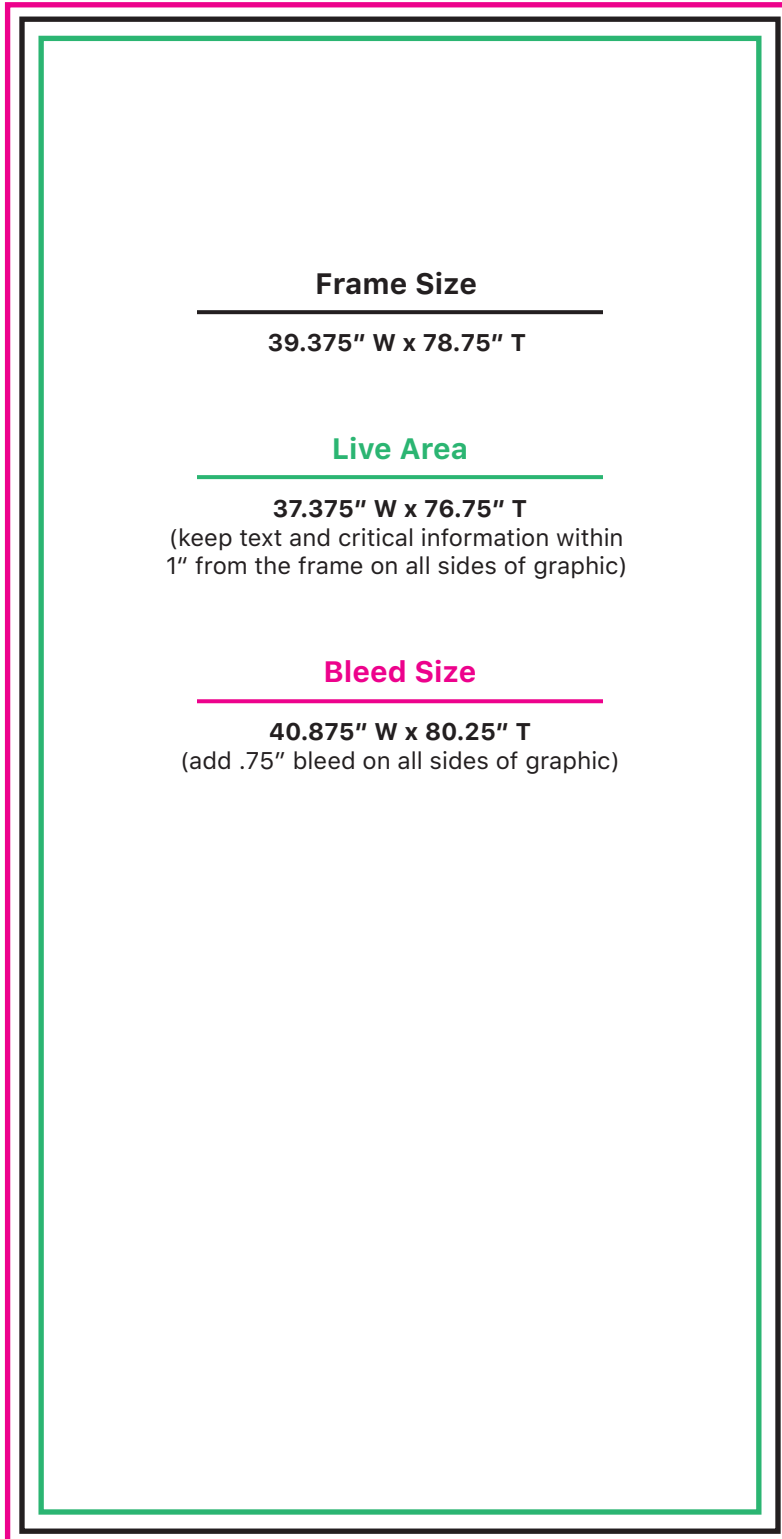 Frame Size
39.375″ W x 78.75″ T
Live Area
37.375″ W x 76.75″ T
(keep text and critical information within
1″ from the frame on all sides of graphic)
Bleed Size
40.875″ W x 80.25″ T
(add .75″ bleed on all sides of graphic)